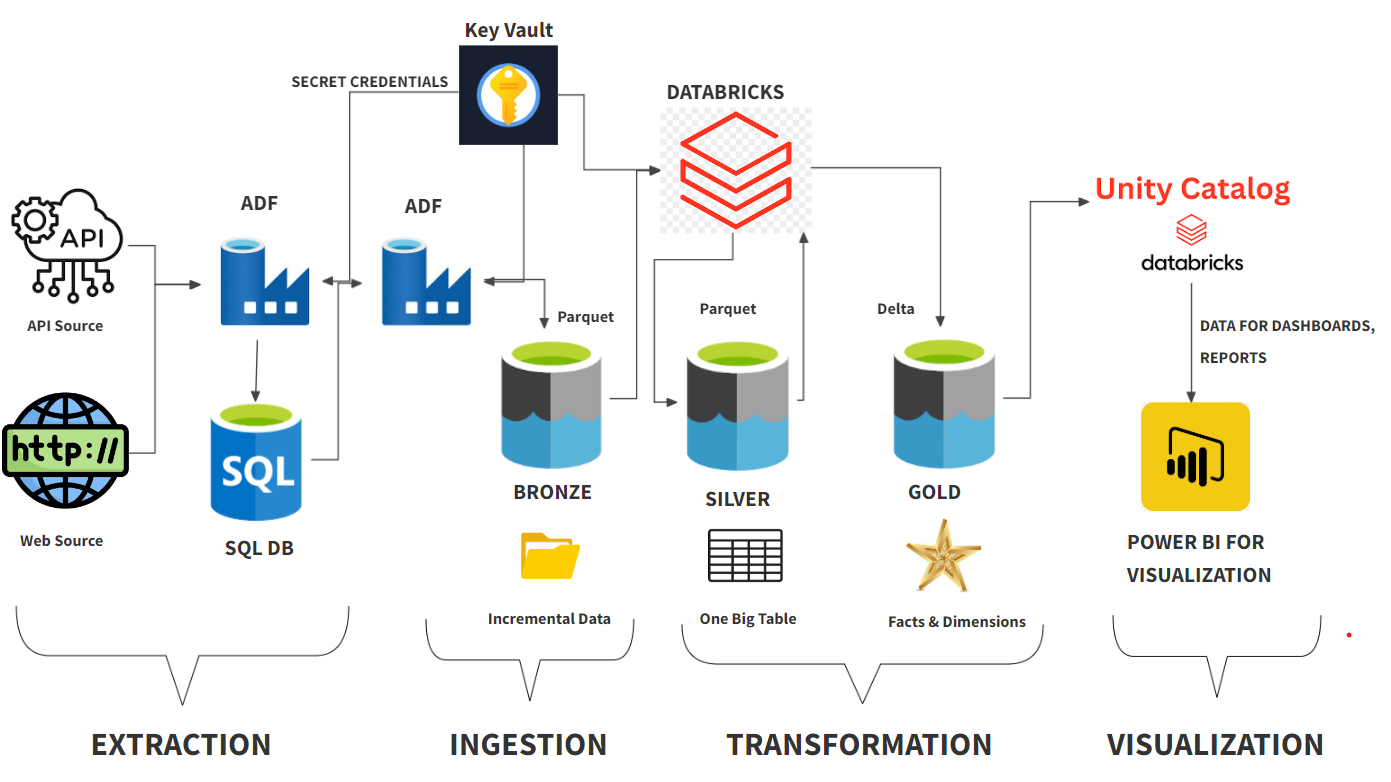 Key Vault
SECRET CREDENTIALS
DATABRICKS
Unity Catalog
databricks
ADF
ADF
API
API Source
Parquet
Parquet
Delta
DATA FOR DASHBOARDS,
REPORTS
http://
SQL
BRONZE
SILVER
GOLD
Web Source
SQL DB
POWER BI FOR
VISUALIZATION
Incremental Data
One Big Table
Facts & Dimensions
EXTRACTION
INGESTION
TRANSFORMATION
VISUALIZATION